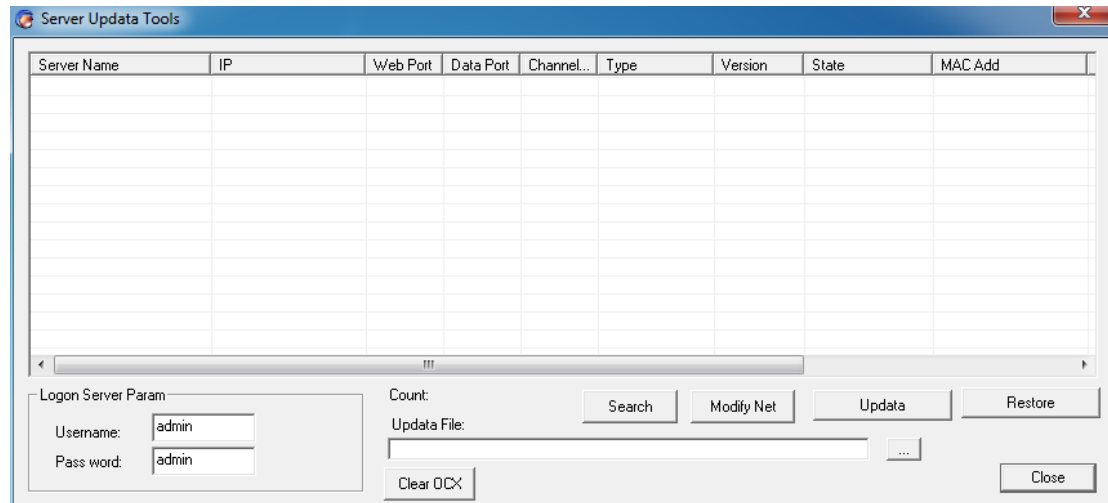 Server Updata Tools
Server Name IP Web Port Data Port Channel... Type Version State MAC Add
Logon Server Param
Username: admin
Pass word: admin
Count:
Search Modify Net Updata Restore
Updata File:
...
Clear OCX
Close